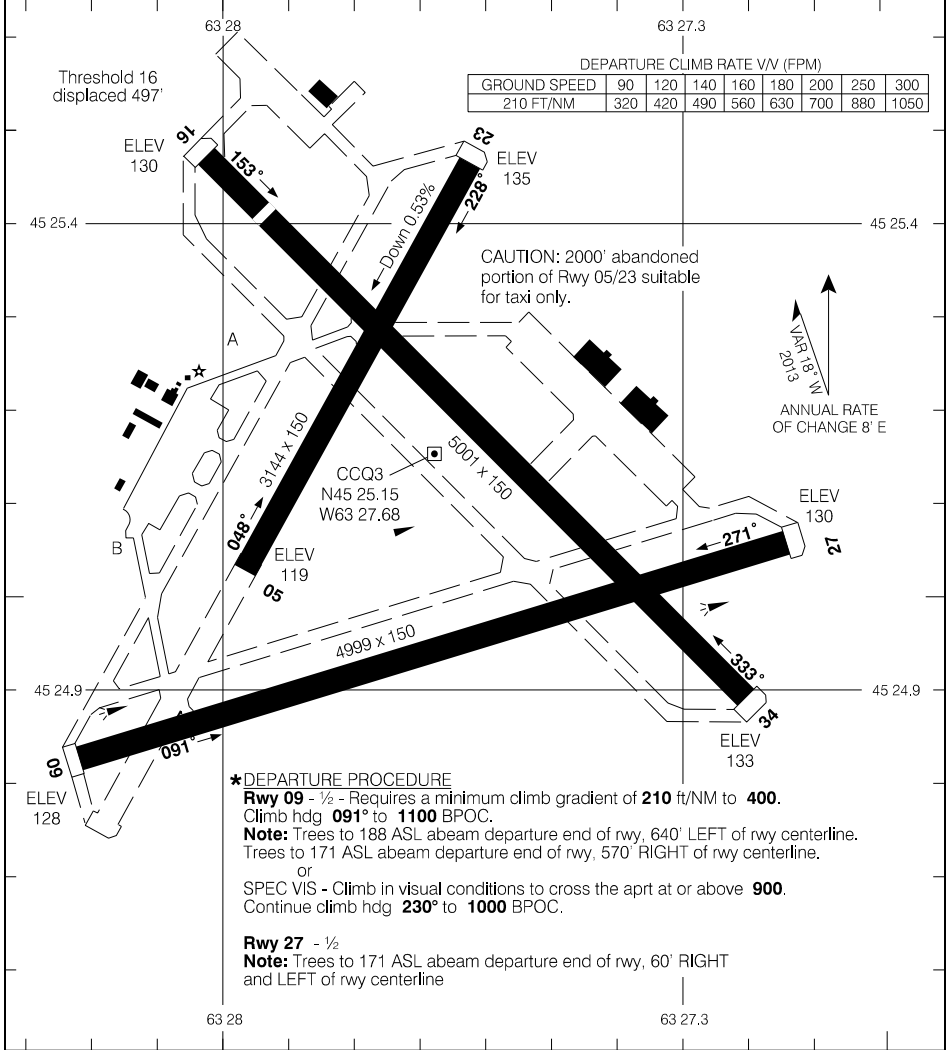 63 28
63 27.3
DEPARTURE CLIMB RATE V/V (FPM)
GROUND SPEED 90 120 140 160 180 200 250 300
210 FT/NM 320 420 490 560 630 700 880 1050
Threshold 16
displaced 497'
16
ELEV
130
153°
23
ELEV
135
228°
Down 0.53%
45 25.4
45 25.4
CAUTION: 2000' abandoned
portion of Rwy 05/23 suitable
for taxi only.
VAR 18° W
2013
ANNUAL RATE
OF CHANGE 8' E
A
3144 x 150
5001 x 150
CCQ3
N45 25.15
W63 27.68
ELEV
130
27
271°
B
048°
ELEV
119
05
4999 x 150
45 24.9
45 24.9
333°
34
ELEV
133
091°
09
ELEV
128
*DEPARTURE PROCEDURE
Rwy 09 - ½ - Requires a minimum climb gradient of 210 ft/NM to 400.
Climb hdg 091° to 1100 BPOC.
Note: Trees to 188 ASL abeam departure end of rwy, 640' LEFT of rwy centerline.
Trees to 171 ASL abeam departure end of rwy, 570' RIGHT of rwy centerline.
or
SPEC VIS - Climb in visual conditions to cross the aprt at or above 900.
Continue climb hdg 230° to 1000 BPOC.
Rwy 27 - ½
Note: Trees to 171 ASL abeam departure end of rwy, 60' RIGHT
and LEFT of rwy centerline
63 28
63 27.3